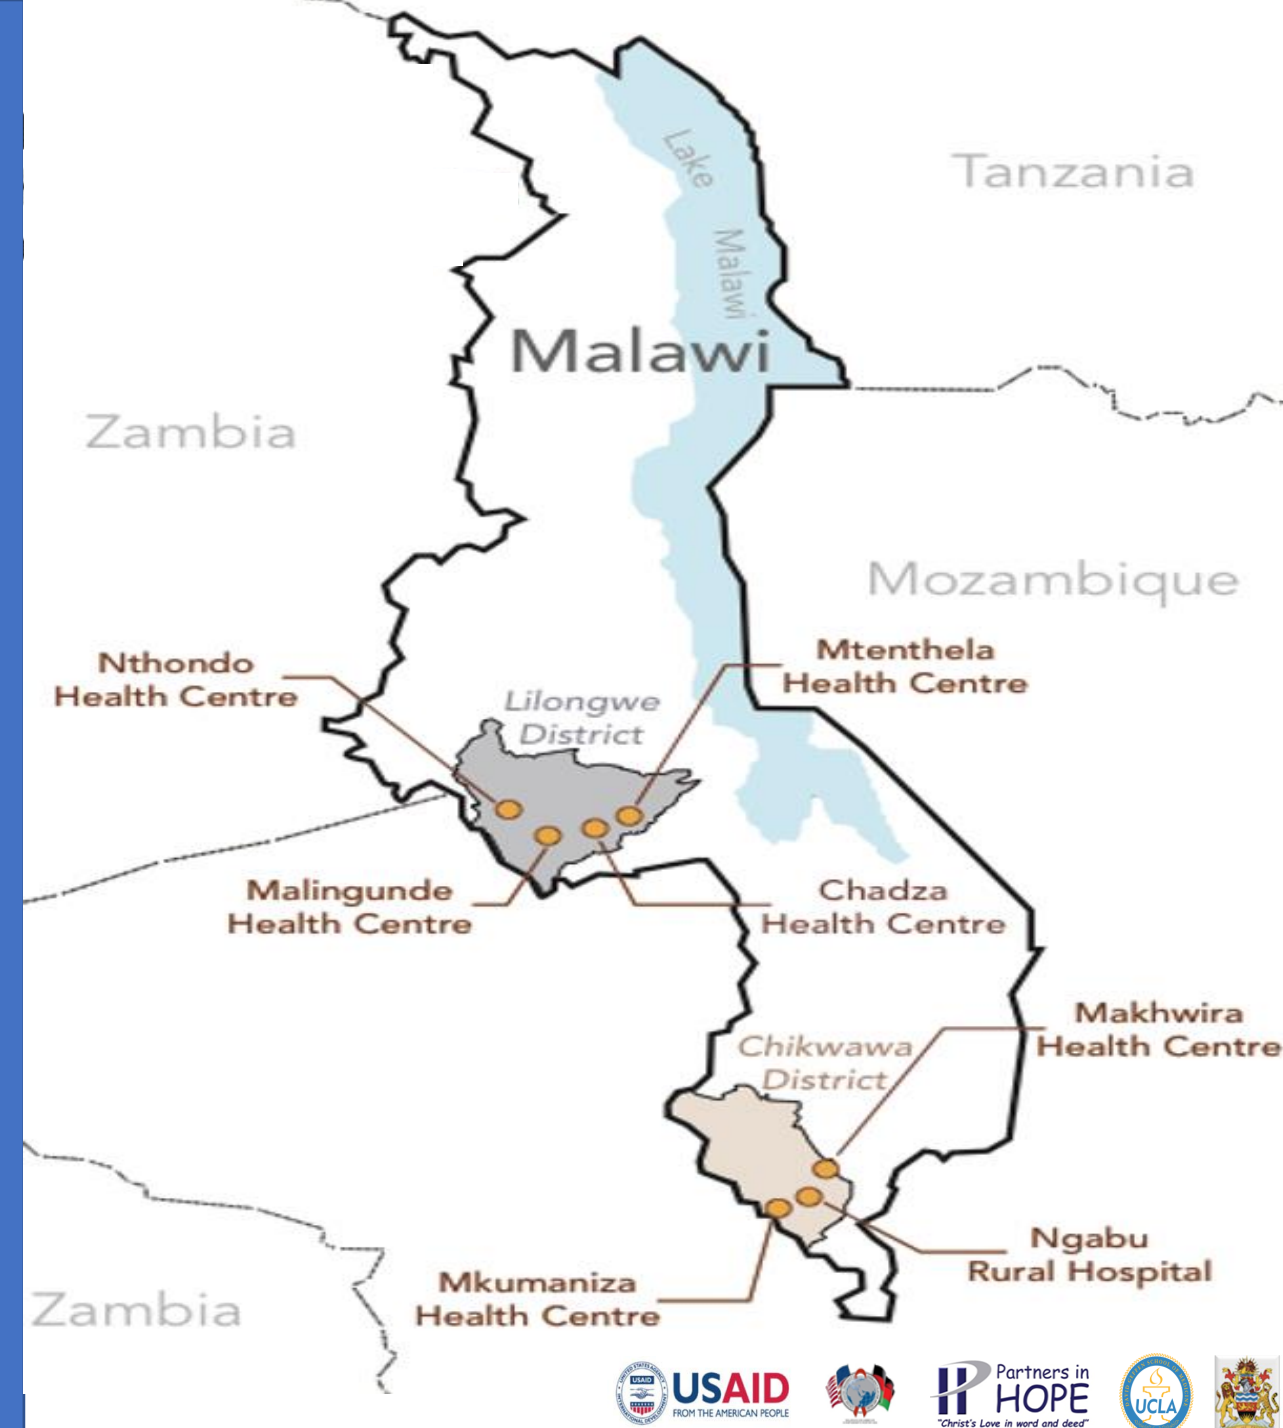 Lake
Malawi
Tanzania
Malawi
Zambia
Mozambique
Nthondo
Health Centre
Mtenthela
Health Centre
Lilongwe
District
Malingunde
Health Centre
Chadza
Health Centre
Makhwira
Health Centre
Chikwawa
District
Ngabu
Rural Hospital
Mkumaniza
Health Centre
Zambia
USAID
USAID
FROM THE AMERICAN PEOPLE
Partners in
HOPE
"Christ's Love in word and deed"
UCLA